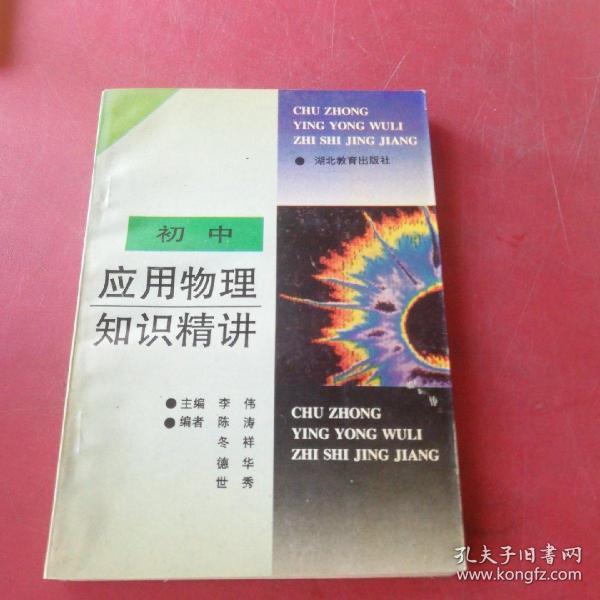 CHU ZHONG
YING YONG WULI
ZHI SHI JING JIANG
● 湖北教育出版社
初中
应用物理
知识精讲
●主编 李伟
●编者 陈涛
冬祥
德华
世秀
CHU ZHONG
YING YONG WULI
ZHI SHI JING JIANG
孔夫子旧书网
www.kongfz.com